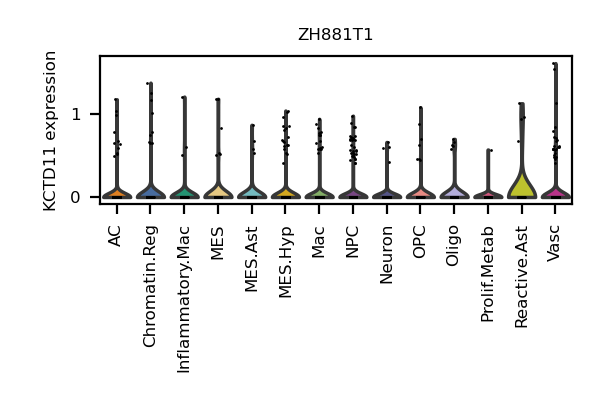 ZH881T1
KCTD11 expression
1
0
AC
Chromatin.Reg
Inflammatory.Mac
MES
MES.Ast
MES.Hyp
Mac
NPC
Neuron
OPC
Oligo
Prolif.Metab
Reactive.Ast
Vasc